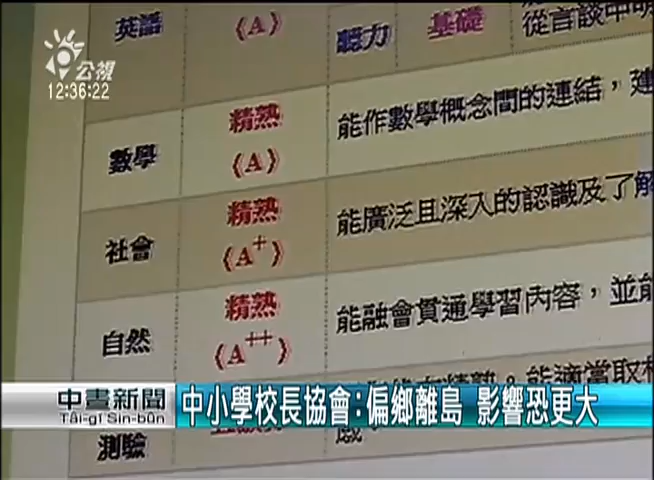 公視
12:36:22
英語 《A》 聽力 基礎 從言談中
數學 精熟《A》 能作數學概念間的連結，建
社會 精熟《A+》 能廣泛且深入的認識及了解
自然 精熟《A++》 能融會貫通學習內容，並能
測驗
中晝新聞
Tâi-gí Sin-bûn
中小學校長協會：偏鄉離島 影響恐更大